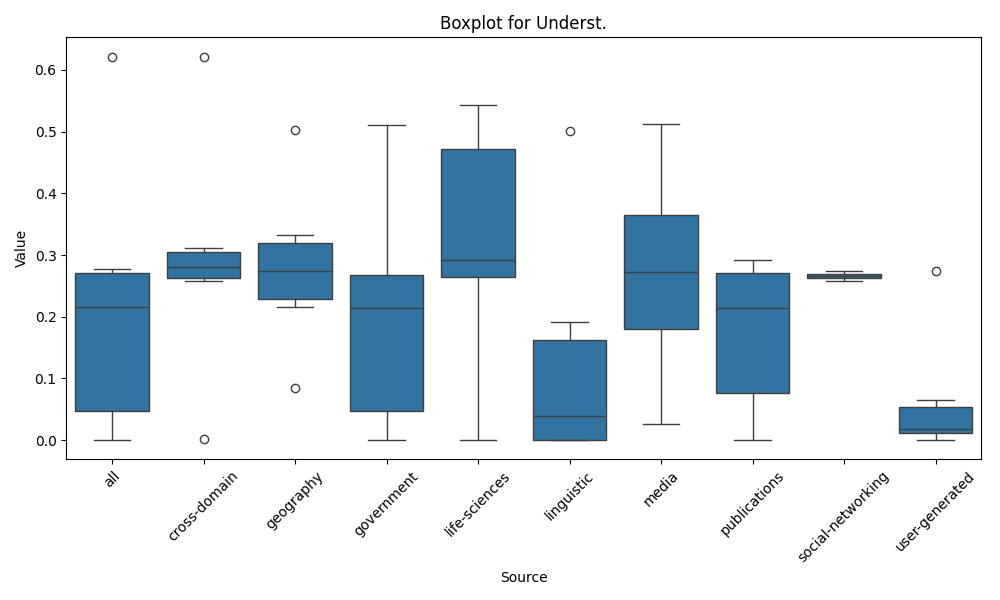 Boxplot for Underst.
Value
0.6
0.5
0.4
0.3
0.2
0.1
0.0
all
cross-domain
geography
government
life-sciences
linguistic
media
publications
social-networking
user-generated
Source